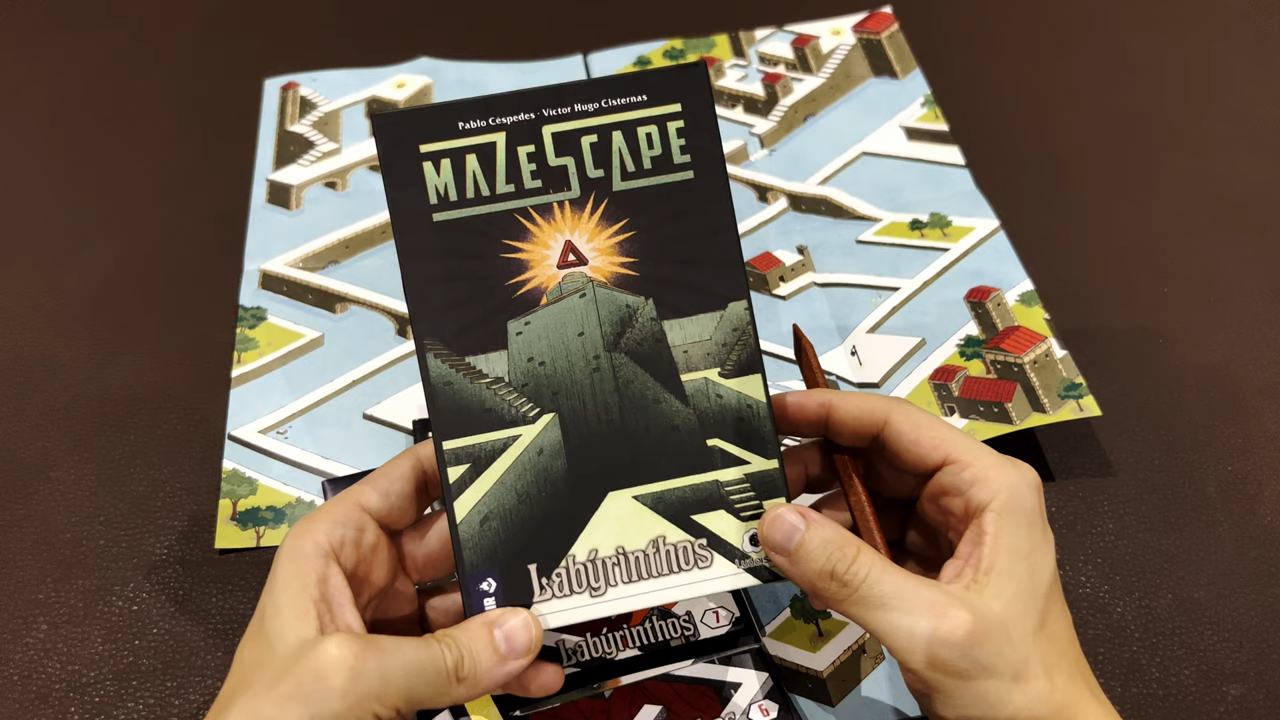 Pablo Céspedes · Víctor Hugo Cisternas
MAZESCAPE
Labýrinthos
Labýrinthos 7
6